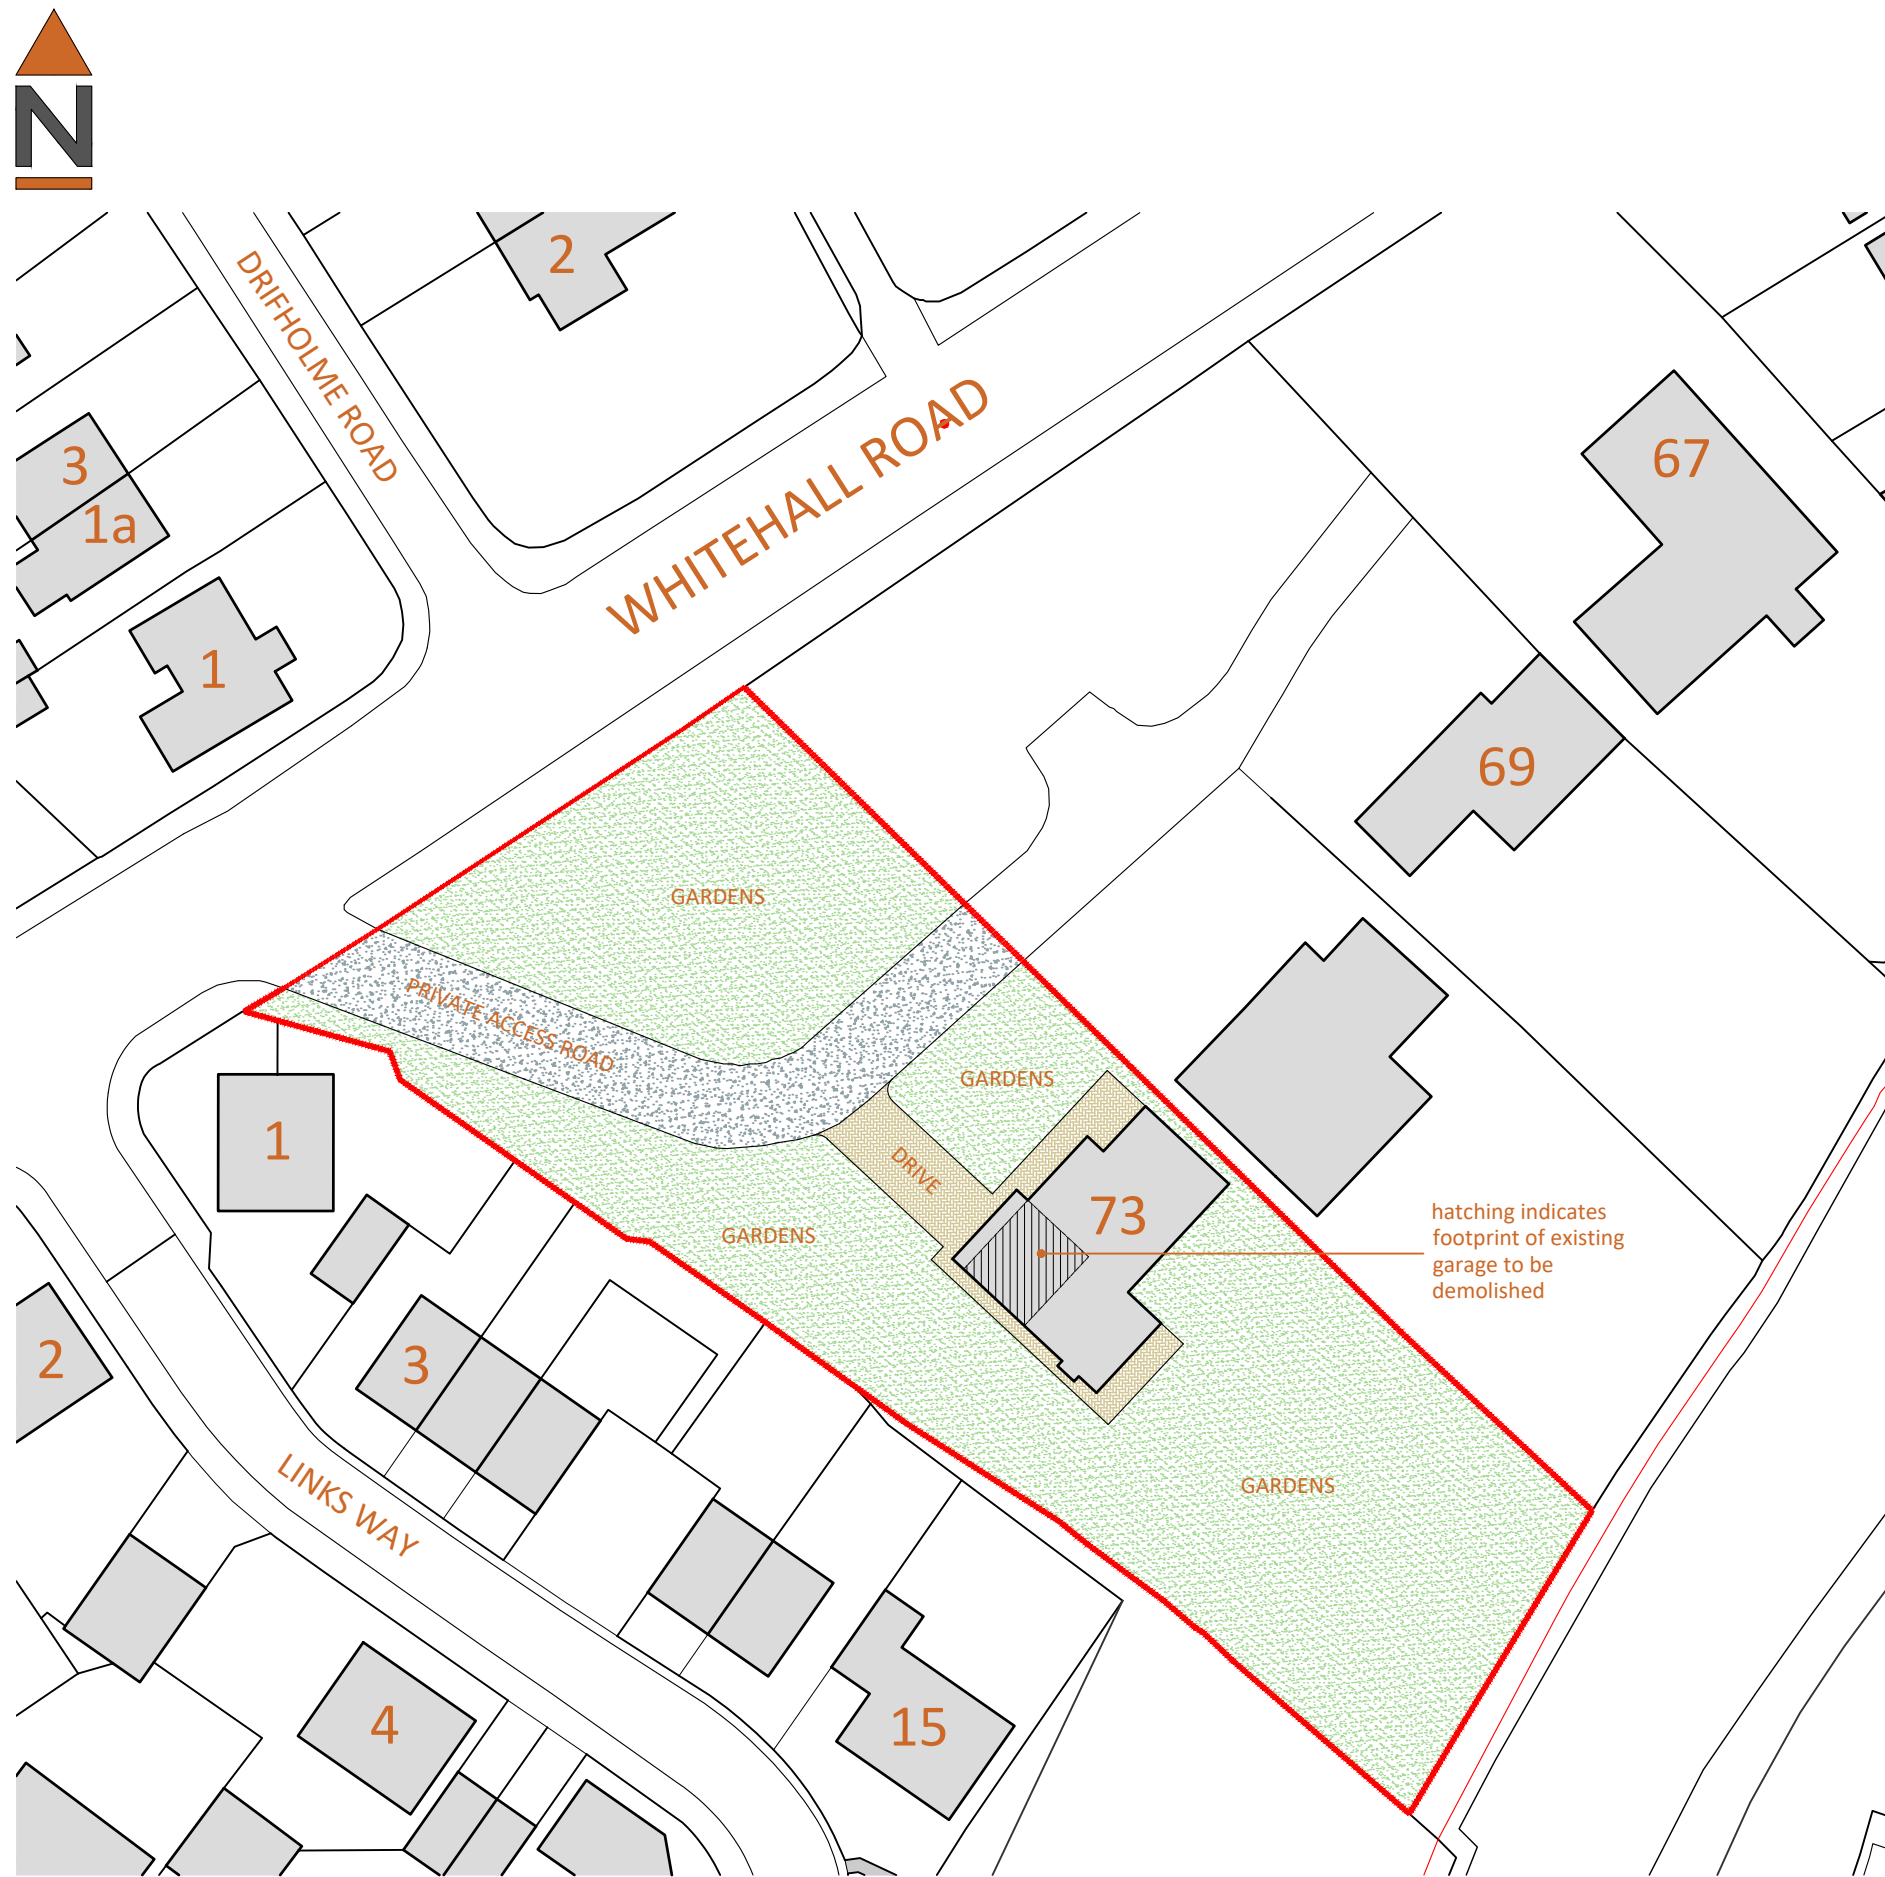 N
2
DRIFHOLME ROAD
WHITEHALL ROAD
3
1a
67
1
69
GARDENS
PRIVATE ACCESS ROAD
GARDENS
1
DRIVE
73
GARDENS
hatching indicates
footprint of existing
garage to be
demolished
2
3
GARDENS
LINKS WAY
4
15